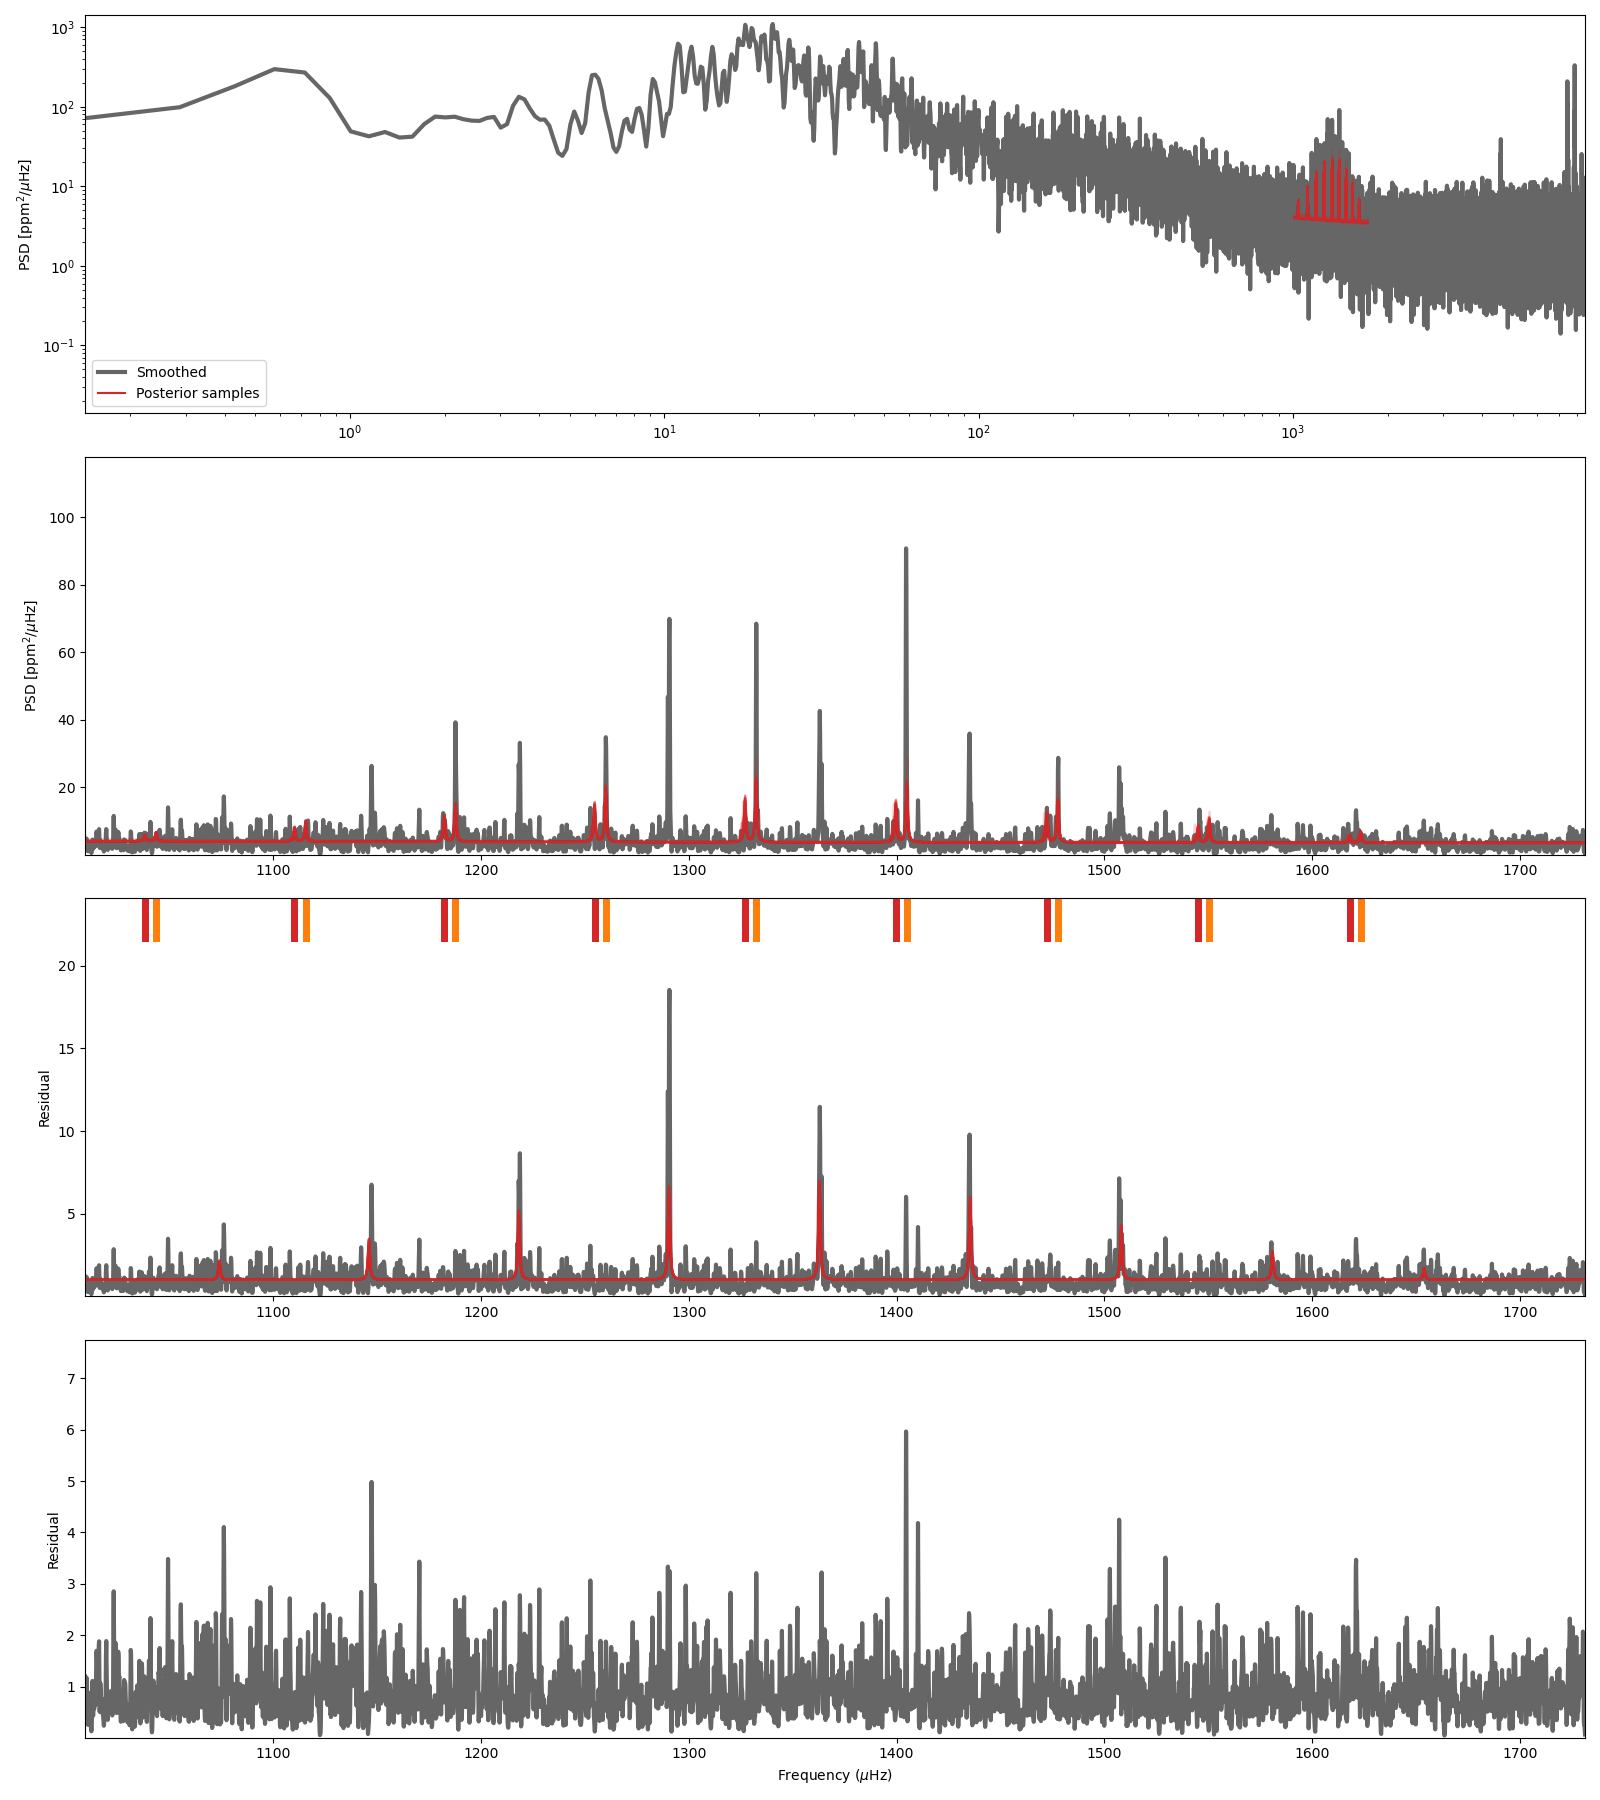 10³
10²
10¹
10⁰
10⁻¹
PSD [ppm²/μHz]
Smoothed
Posterior samples
10⁰ 10¹ 10² 10³
100
80
60
40
20
PSD [ppm²/μHz]
1100 1200 1300 1400 1500 1600 1700
20
15
10
5
Residual
1100 1200 1300 1400 1500 1600 1700
7
6
5
4
3
2
1
Residual
1100 1200 1300 1400 1500 1600 1700
Frequency (μHz)